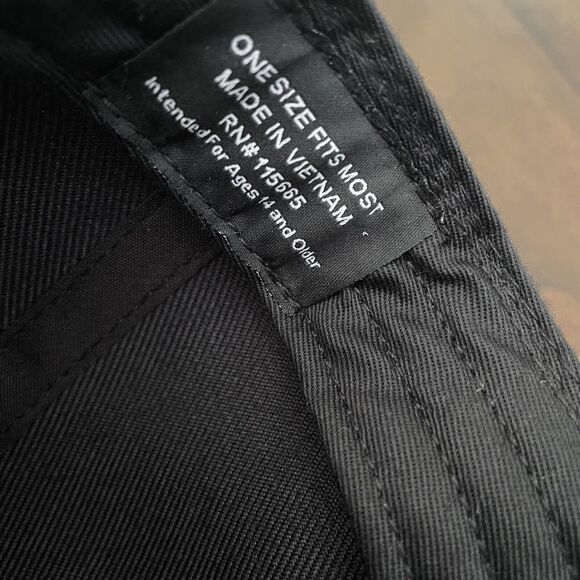 ONE SIZE FITS MOST
MADE IN VIETNAM
RN# 115665
Intended For Ages 14 and Older